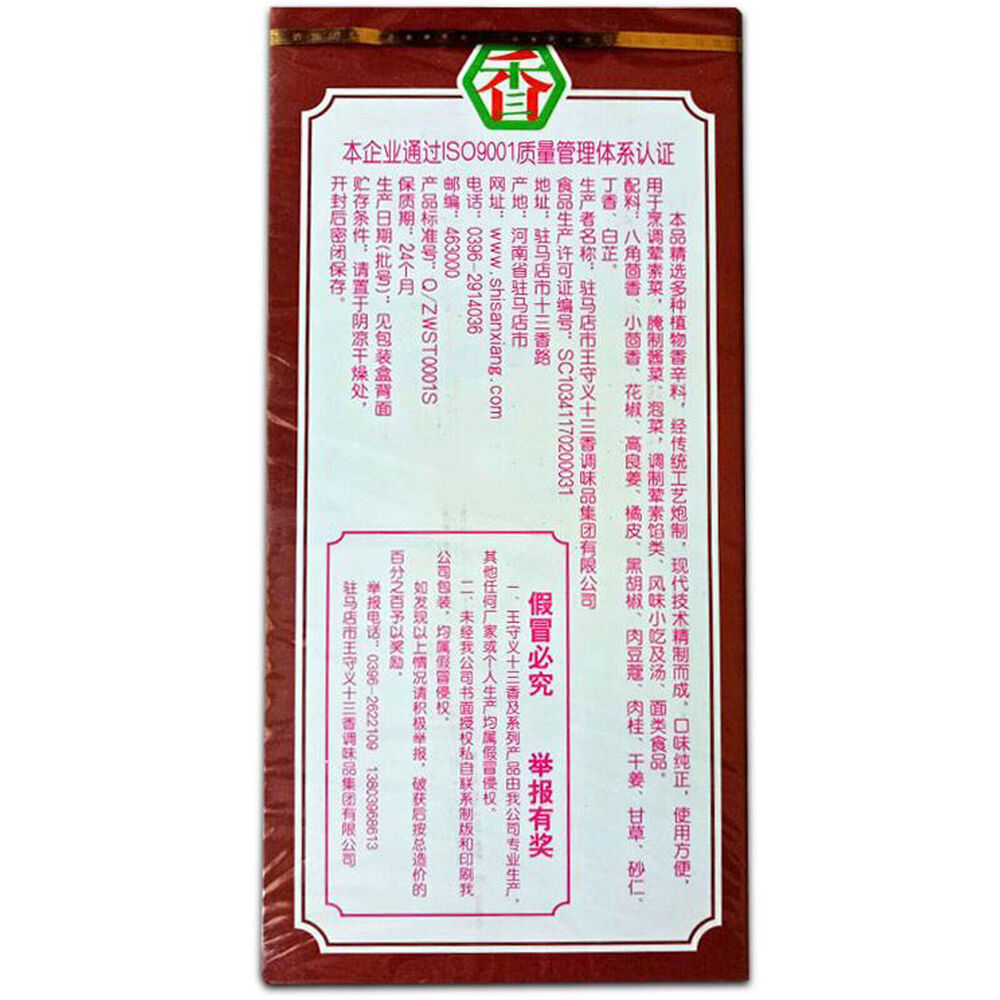 香
本企业通过ISO9001质量管理体系认证
本品精选多种植物香辛料，经传统工艺炮制，现代技术精制而成。口味纯正，使用方便，
用于烹调荤素菜，腌制酱菜、泡菜，调制荤素馅类、风味小吃及汤、面类食品。
配料：八角茴香、小茴香、花椒、高良姜、橘皮、黑胡椒、肉豆蔻、肉桂、干姜、甘草、砂仁、
丁香、白芷。
生产者名称：驻马店市王守义十三香调味品集团有限公司
食品生产许可证编号：SC10341170200031
地址：驻马店市十三香路
产地：河南省驻马店市
网址：www.shisanxiang.com
电话：0396-2914036
邮编：463000
产品标准号：Q/ZWST0001S
保质期：24个月
生产日期(批号)：见包装盒背面
贮存条件：请置于阴凉干燥处，
开封后密闭保存。
假冒必究 举报有奖
一、王守义十三香及系列产品由我公司专业生产，
其他任何厂家或个人生产均属假冒侵权。
二、未经我公司书面授权私自联系制版和印刷我
公司包装，均属假冒侵权。
如发现以上情况请积极举报，破获后按总造价的
百分之百予以奖励。
举报电话：0396-2622109 13803968613
驻马店市王守义十三香调味品集团有限公司